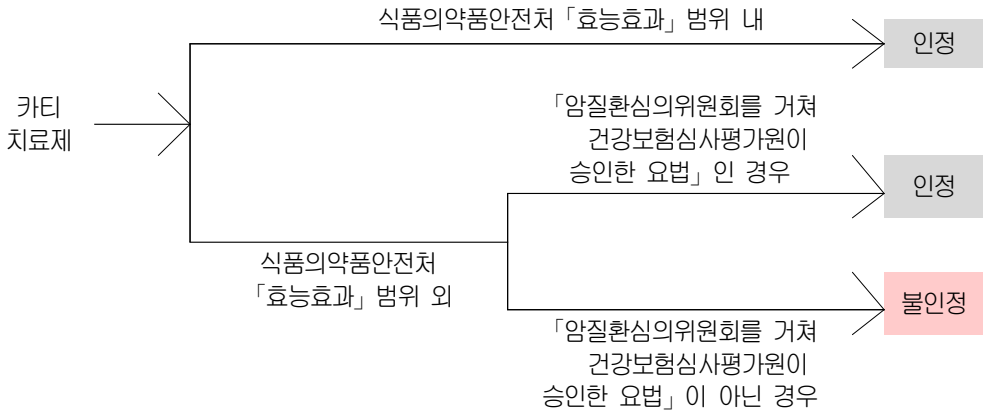 식품의약품안전처「효능효과」범위 내
인정
카티
치료제
「암질환심의위원회를 거쳐
건강보험심사평가원이
승인한 요법」인 경우
인정
식품의약품안전처
「효능효과」범위 외
불인정
「암질환심의위원회를 거쳐
건강보험심사평가원이
승인한 요법」이 아닌 경우